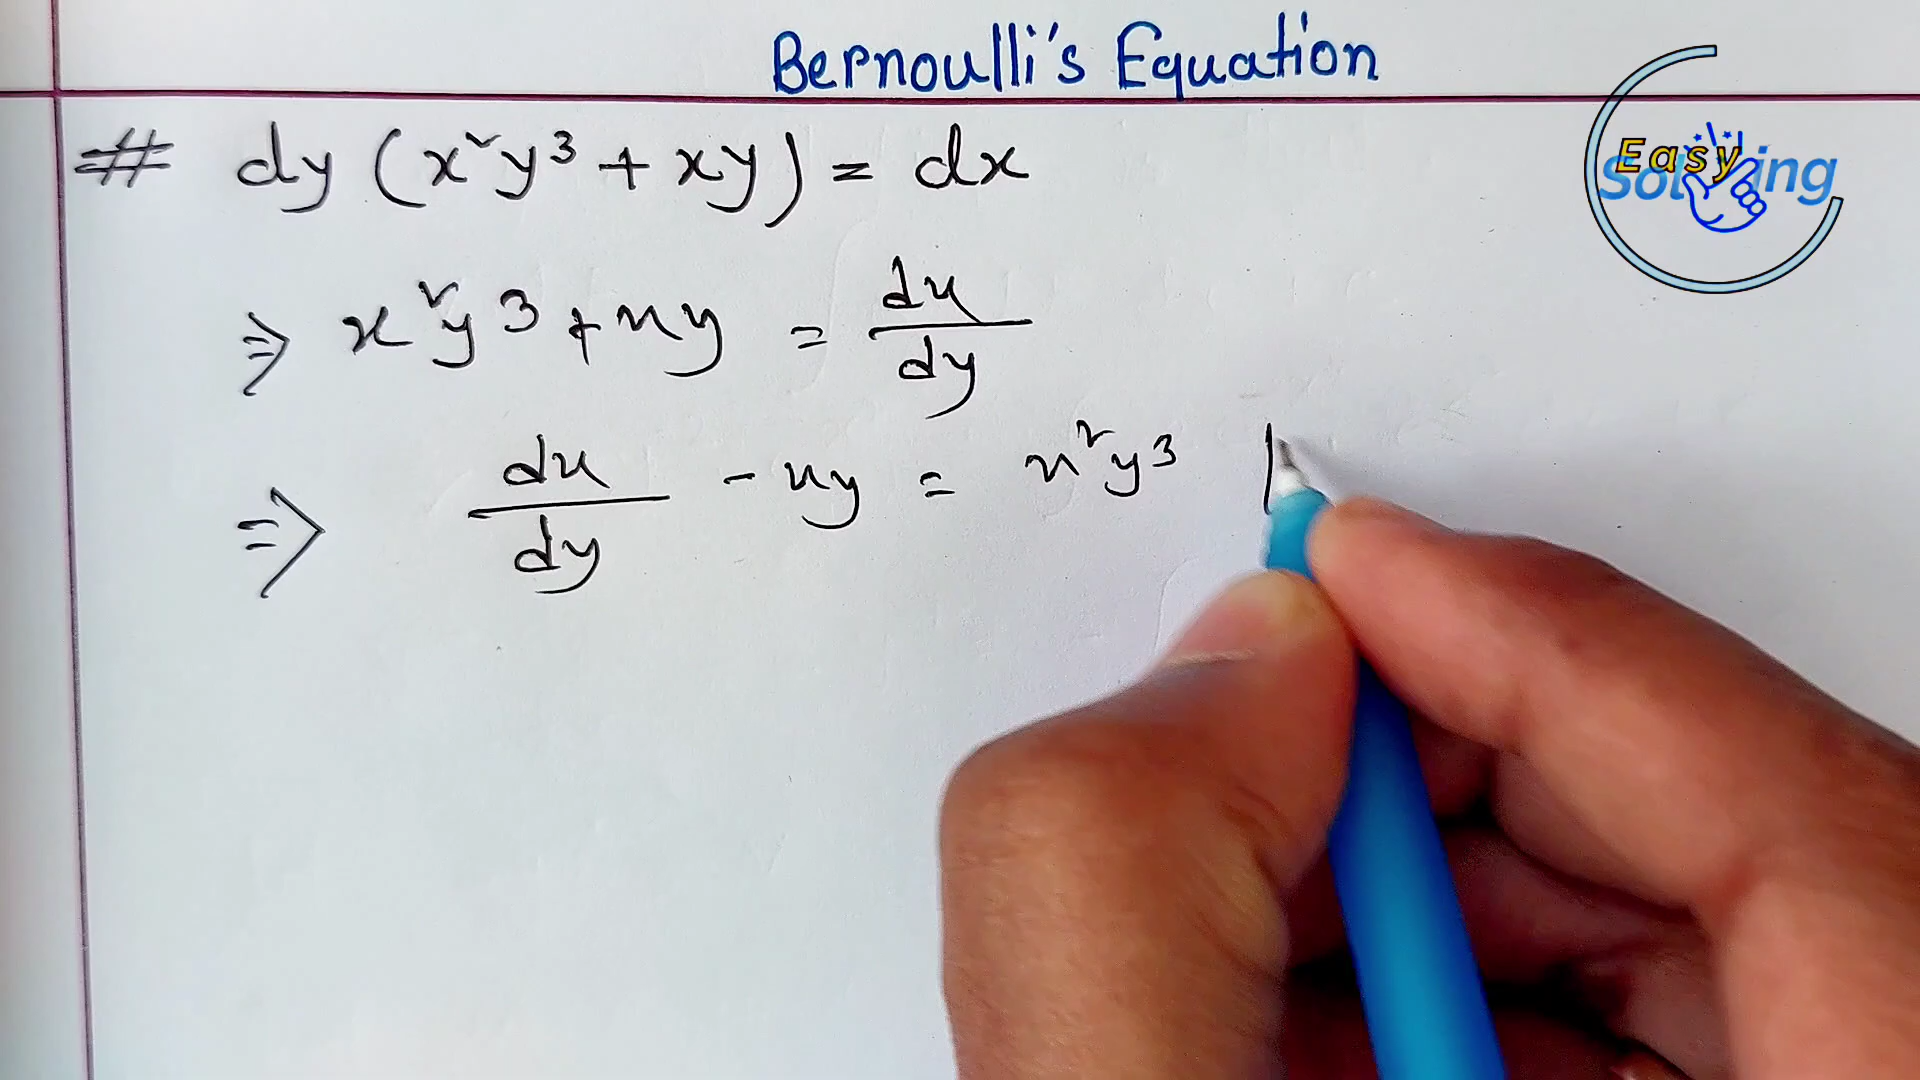 Bernoulli's Equation
Easy
Solving
# dy (x²y³ + xy) = dx
⇒ x²y³ + xy = dx/dy
⇒ dx/dy - xy = x²y³